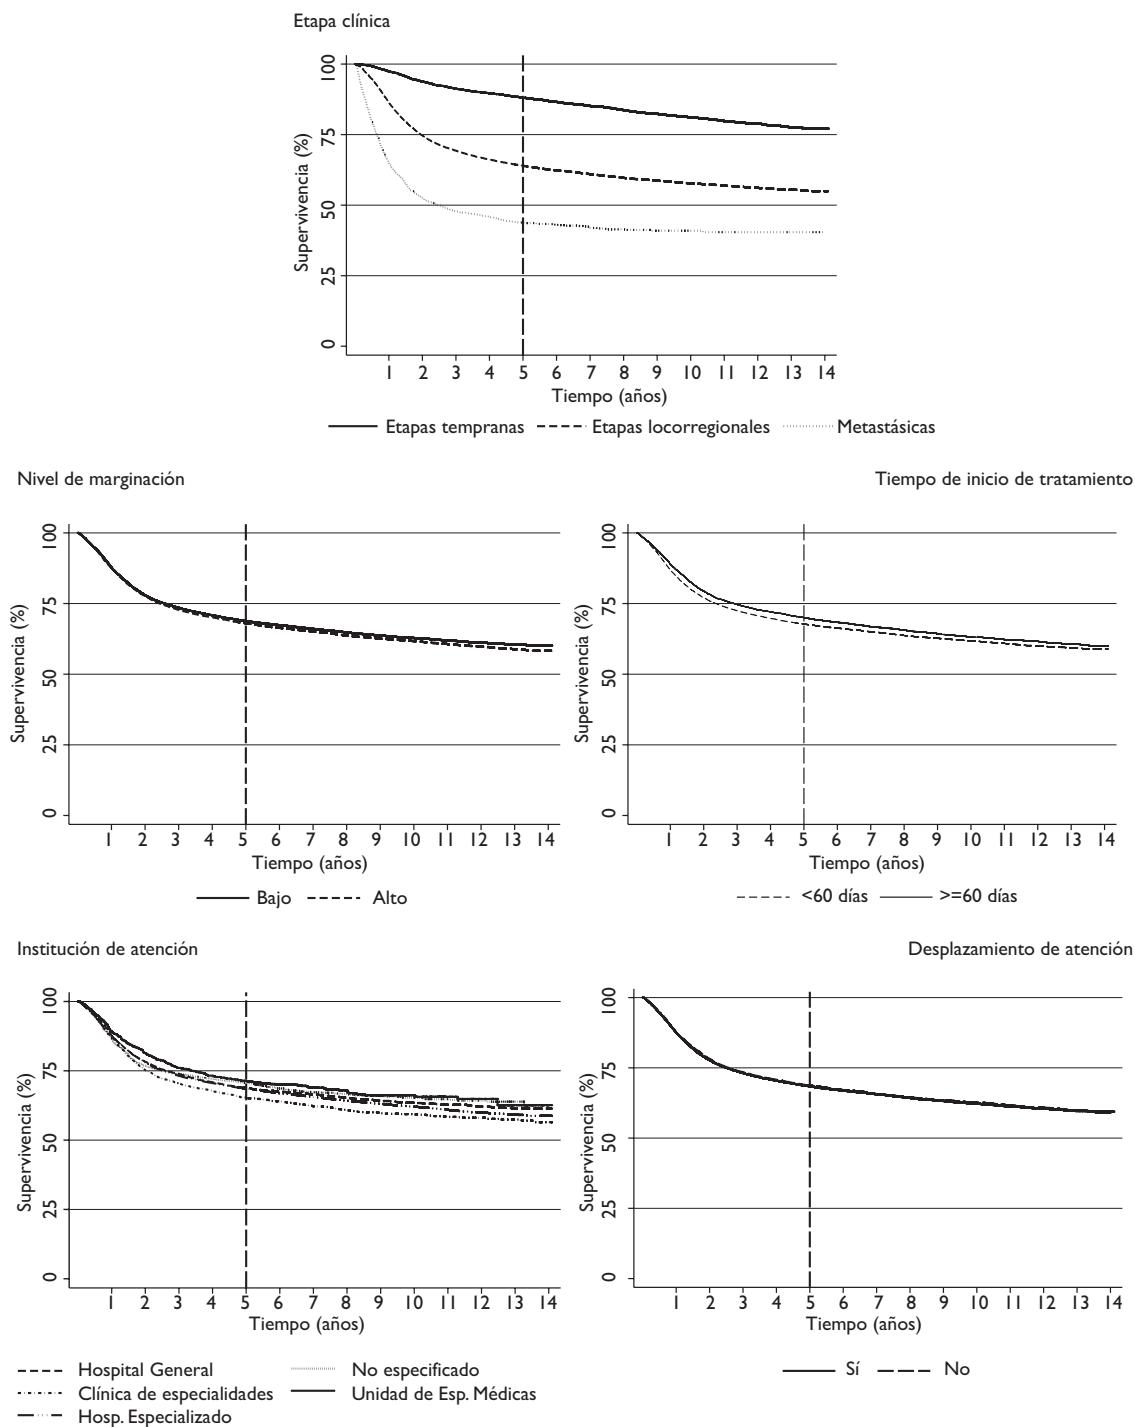 Etapa clínica
Supervivencia (%)
100
75
50
25
0
1 2 3 4 5 6 7 8 9 10 11 12 13 14
Tiempo (años)
Etapas tempranas Etapas locorregionales Metastásicas
Nivel de marginación
Supervivencia (%)
100
75
50
25
0
1 2 3 4 5 6 7 8 9 10 11 12 13 14
Tiempo (años)
Bajo Alto
Tiempo de inicio de tratamiento
Supervivencia (%)
100
75
50
25
0
1 2 3 4 5 6 7 8 9 10 11 12 13 14
Tiempo (años)
<60 días >=60 días
Institución de atención
Supervivencia (%)
100
75
50
25
0
1 2 3 4 5 6 7 8 9 10 11 12 13 14
Tiempo (años)
Hospital General No especificado
Clínica de especialidades Unidad de Esp. Médicas
Hosp. Especializado
Desplazamiento de atención
Supervivencia (%)
100
75
50
25
0
1 2 3 4 5 6 7 8 9 10 11 12 13 14
Tiempo (años)
Sí No